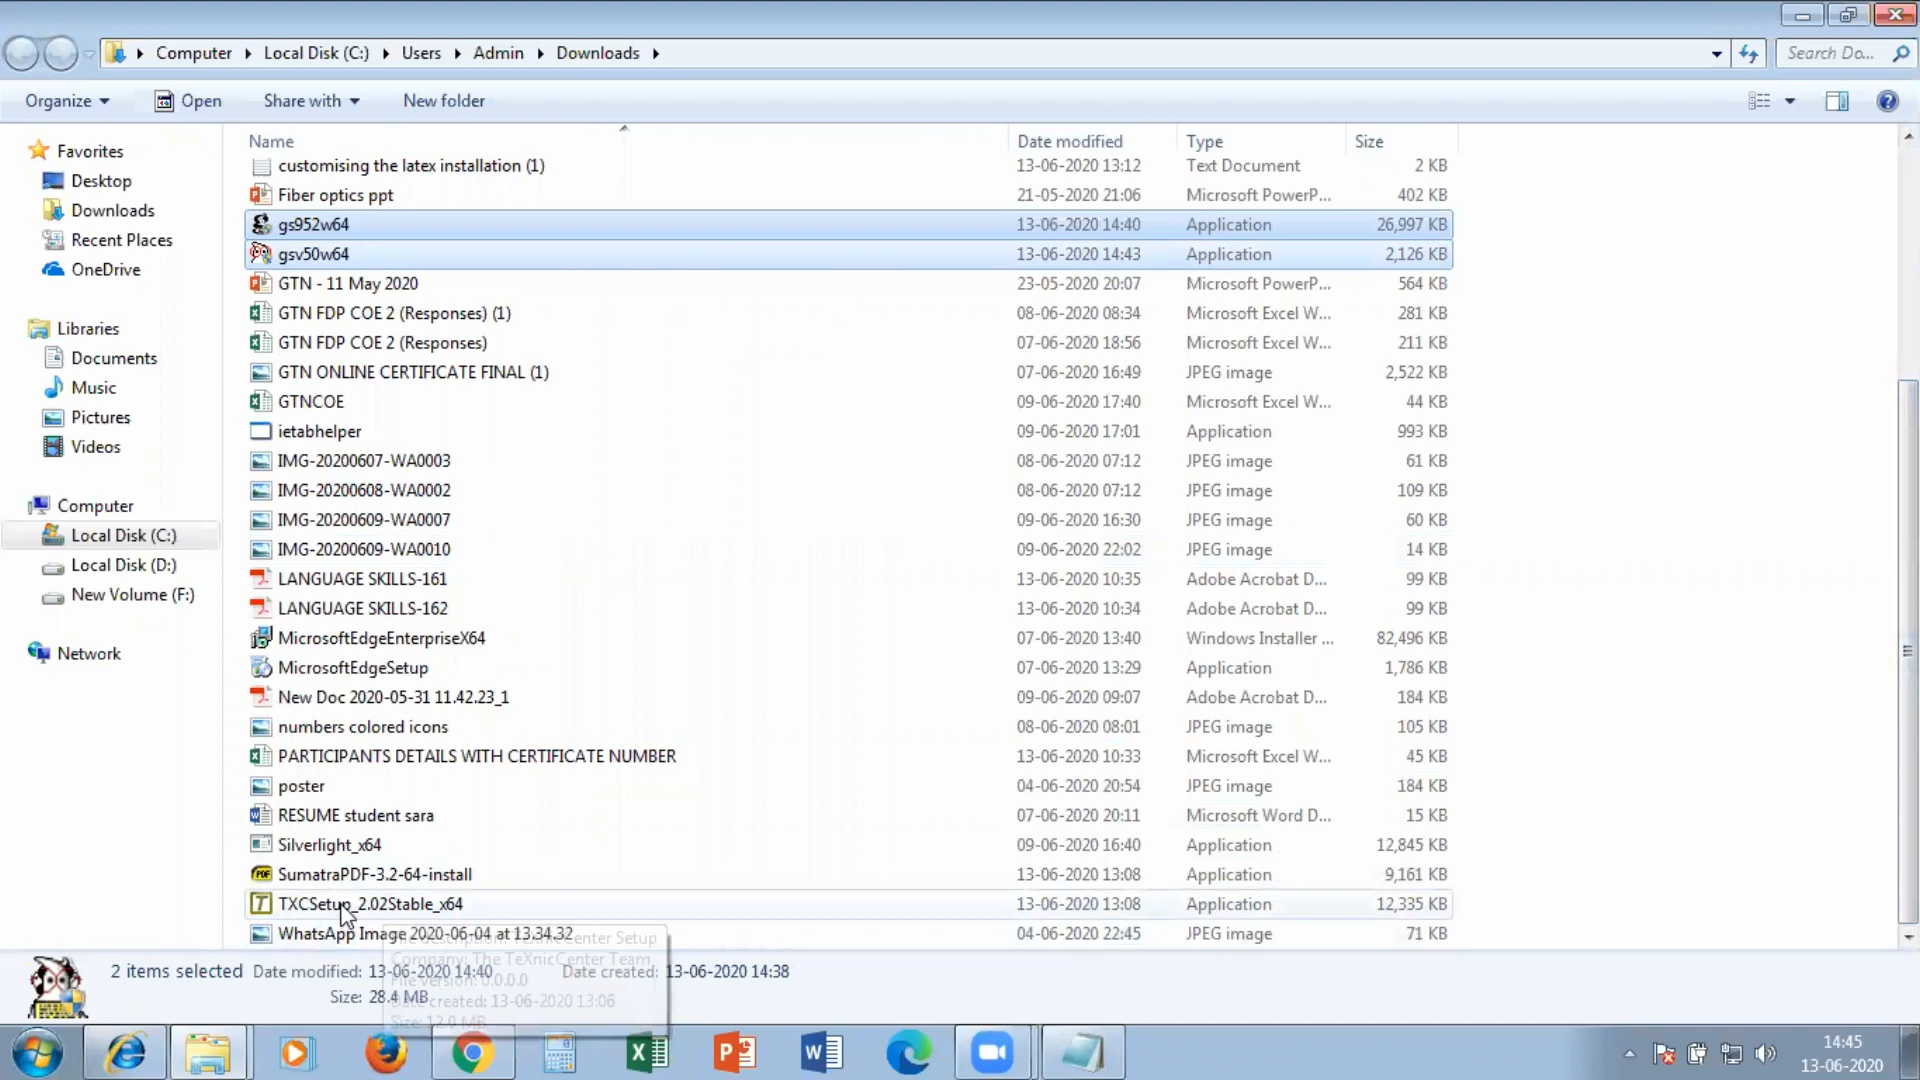 Computer Local Disk (C:) Users Admin Downloads Search Do...
Organize Open Share with New folder
Name Date modified Type Size
Favorites
Desktop
Downloads
Recent Places
OneDrive
Libraries
Documents
Music
Pictures
Videos
Computer
Local Disk (C:)
Local Disk (D:)
New Volume (F:)
Network
customising the latex installation (1) 13-06-2020 13:12 Text Document 2 KB
Fiber optics ppt 21-05-2020 21:06 Microsoft PowerP... 402 KB
gs952w64 13-06-2020 14:40 Application 26,997 KB
gsv50w64 13-06-2020 14:43 Application 2,126 KB
GTN - 11 May 2020 23-05-2020 20:07 Microsoft PowerP... 564 KB
GTN FDP COE 2 (Responses) (1) 08-06-2020 08:34 Microsoft Excel W... 281 KB
GTN FDP COE 2 (Responses) 07-06-2020 18:56 Microsoft Excel W... 211 KB
GTN ONLINE CERTIFICATE FINAL (1) 07-06-2020 16:49 JPEG image 2,522 KB
GTNCOE 09-06-2020 17:40 Microsoft Excel W... 44 KB
ietabhelper 09-06-2020 17:01 Application 993 KB
IMG-20200607-WA0003 08-06-2020 07:12 JPEG image 61 KB
IMG-20200608-WA0002 08-06-2020 07:12 JPEG image 109 KB
IMG-20200609-WA0007 09-06-2020 16:30 JPEG image 60 KB
IMG-20200609-WA0010 09-06-2020 22:02 JPEG image 14 KB
LANGUAGE SKILLS-161 13-06-2020 10:35 Adobe Acrobat D... 99 KB
LANGUAGE SKILLS-162 13-06-2020 10:34 Adobe Acrobat D... 99 KB
MicrosoftEdgeEnterpriseX64 07-06-2020 13:40 Windows Installer ... 82,496 KB
MicrosoftEdgeSetup 07-06-2020 13:29 Application 1,786 KB
New Doc 2020-05-31 11.42.23_1 09-06-2020 09:07 Adobe Acrobat D... 184 KB
numbers colored icons 08-06-2020 08:01 JPEG image 105 KB
PARTICIPANTS DETAILS WITH CERTIFICATE NUMBER 13-06-2020 10:33 Microsoft Excel W... 45 KB
poster 04-06-2020 20:54 JPEG image 184 KB
RESUME student sara 07-06-2020 20:11 Microsoft Word D... 15 KB
Silverlight_x64 09-06-2020 16:40 Application 12,845 KB
SumatraPDF-3.2-64-install 13-06-2020 13:08 Application 9,161 KB
TXCSetup_2.02Stable_x64 13-06-2020 13:08 Application 12,335 KB
WhatsApp Image 2020-06-04 at 13.34.32 04-06-2020 22:45 JPEG image 71 KB
File description: TeXnicCenter Setup
Company: The TeXnicCenter Team
File version: 0.0.0.0
Date created: 13-06-2020 13:06
Size: 12.0 MB
2 items selected Date modified: 13-06-2020 14:40 Date created: 13-06-2020 14:38
Size: 28.4 MB
14:45
13-06-2020